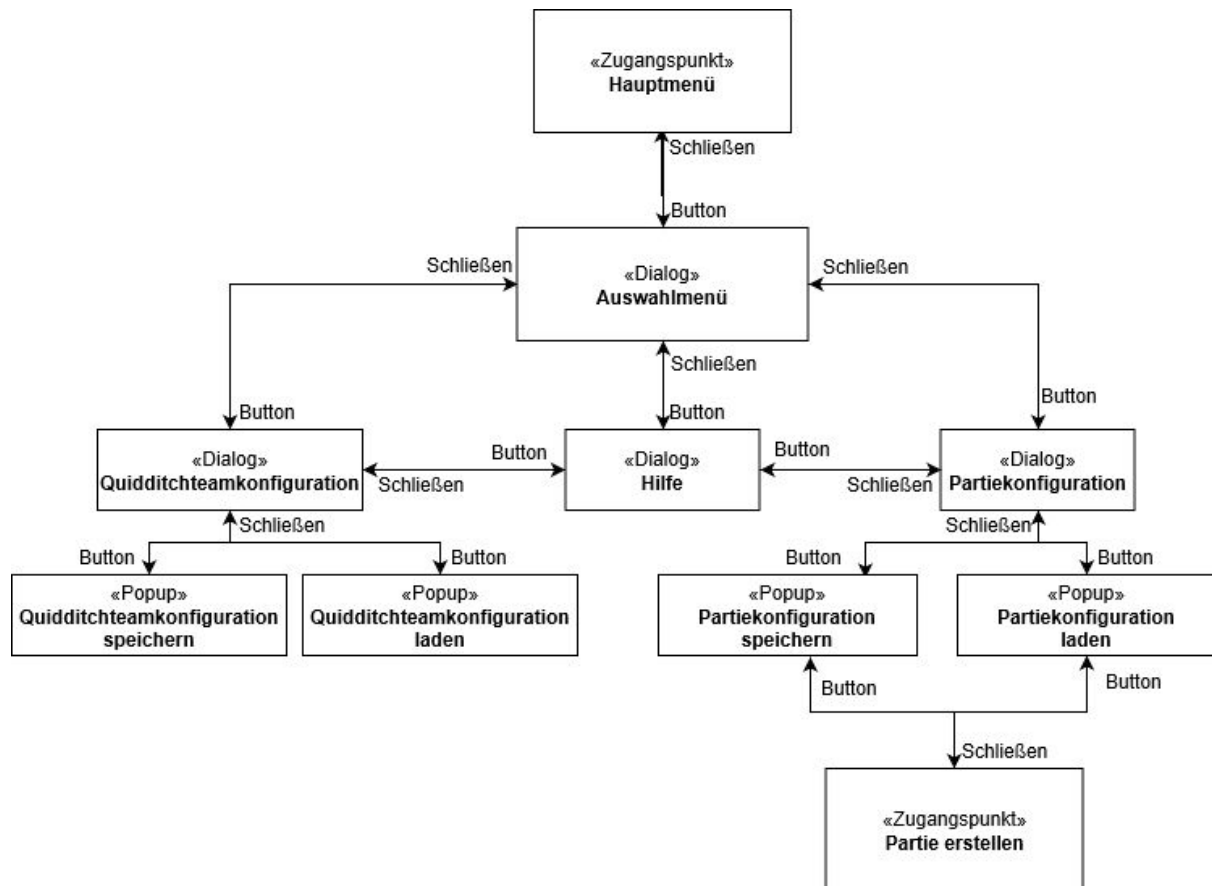 «Zugangspunkt»
Hauptmenü
Schließen
Button
Schließen
«Dialog»
Auswahlmenü
Schließen
Schließen
Button
Button
Button
«Dialog»
Quidditchteamkonfiguration
Button
Schließen
«Dialog»
Hilfe
Button
Schließen
«Dialog»
Partiekonfiguration
Schließen
Button
Button
Schließen
Button
Button
«Popup»
Quidditchteamkonfiguration
speichern
«Popup»
Quidditchteamkonfiguration
laden
«Popup»
Partiekonfiguration
speichern
«Popup»
Partiekonfiguration
laden
Button
Button
Schließen
«Zugangspunkt»
Partie erstellen